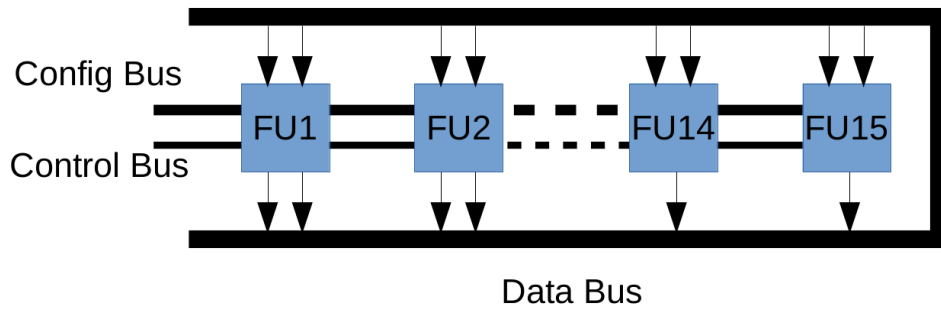 Config Bus
FU1
FU2
FU14
FU15
Control Bus
Data Bus